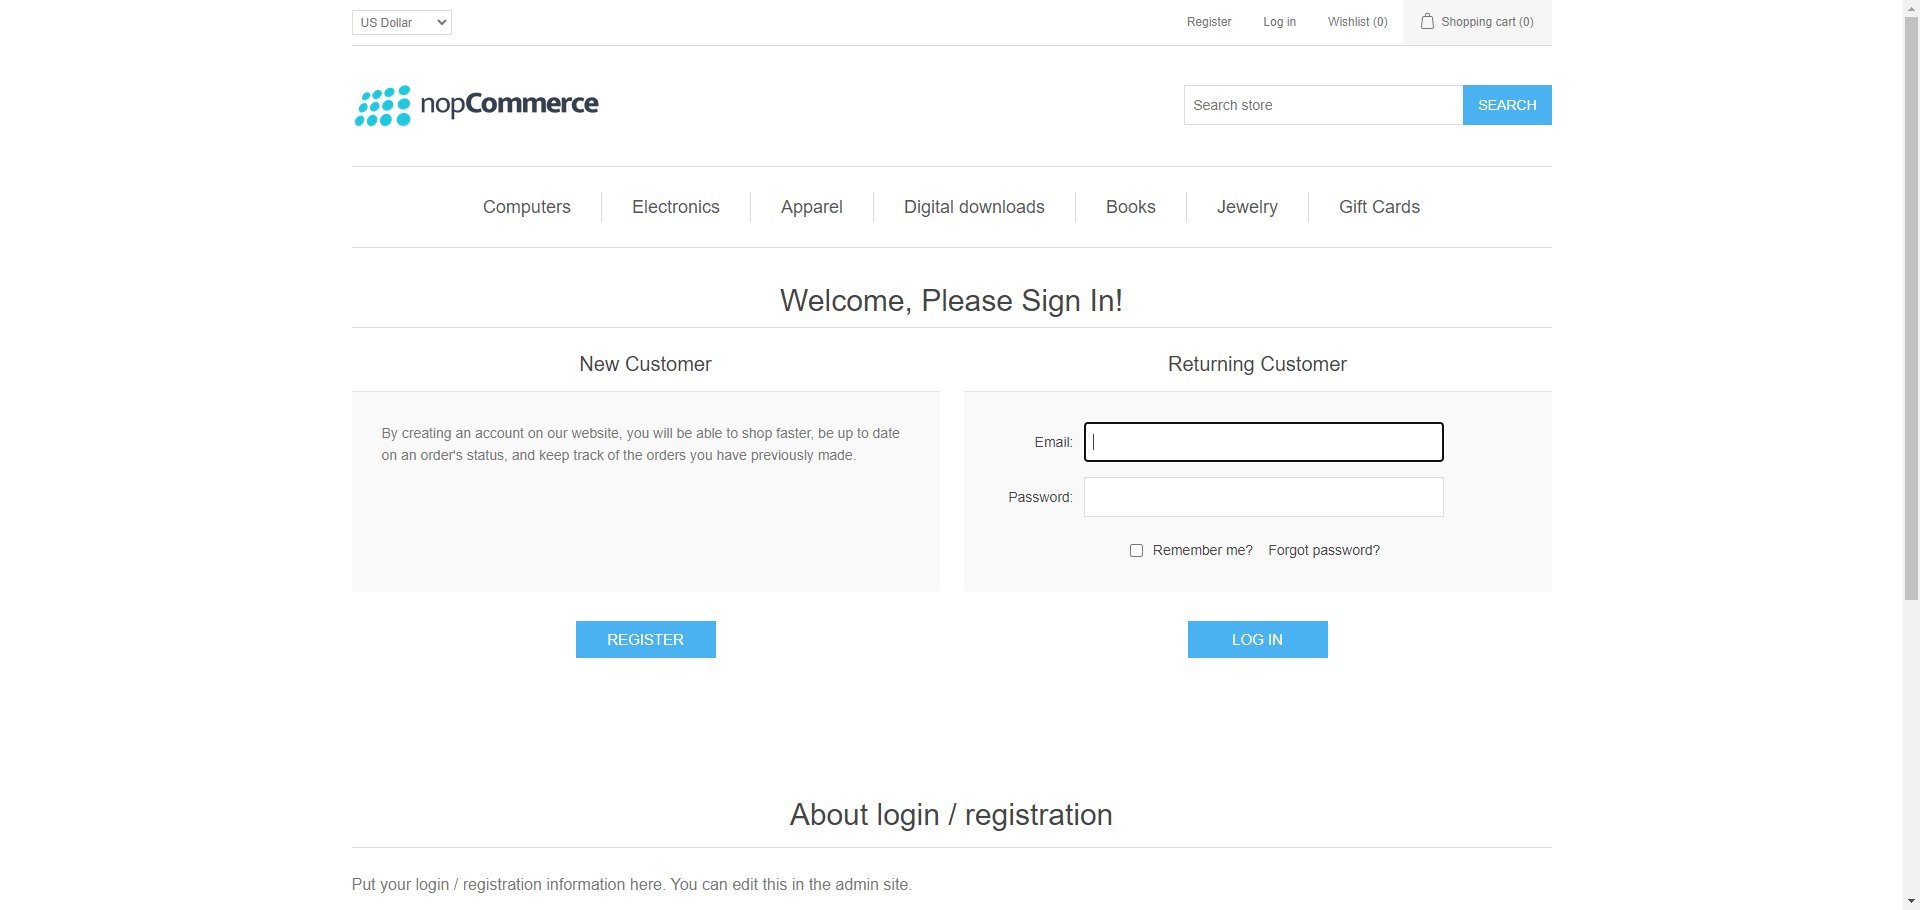 US Dollar
Register
Log in
Wishlist (0)
Shopping cart (0)
nopCommerce
Search store
SEARCH
Computers
Electronics
Apparel
Digital downloads
Books
Jewelry
Gift Cards
Welcome, Please Sign In!
New Customer
By creating an account on our website, you will be able to shop faster, be up to date
on an order's status, and keep track of the orders you have previously made.
REGISTER
Returning Customer
Email:
Password:
Remember me?
Forgot password?
LOG IN
About login / registration
Put your login / registration information here. You can edit this in the admin site.